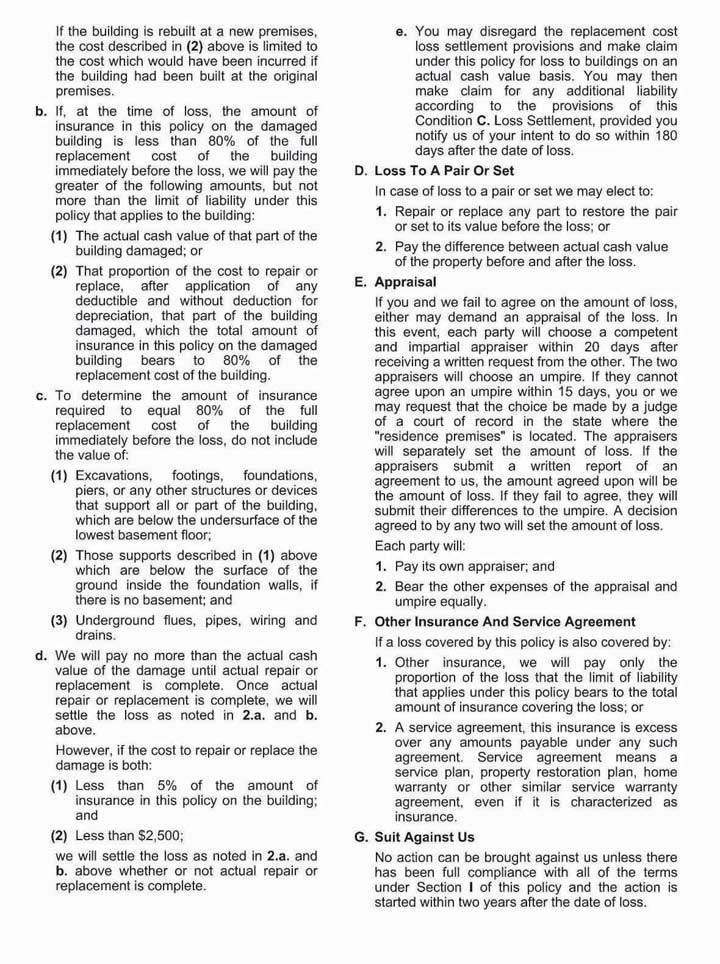 If the building is rebuilt at a new premises,
the cost described in (2) above is limited to
the cost which would have been incurred if
the building had been built at the original
premises.
b. If, at the time of loss, the amount of
insurance in this policy on the damaged
building is less than 80% of the full
replacement cost of the building
immediately before the loss, we will pay the
greater of the following amounts, but not
more than the limit of liability under this
policy that applies to the building:
(1) The actual cash value of that part of the
building damaged; or
(2) That proportion of the cost to repair or
replace, after application of any
deductible and without deduction for
depreciation, that part of the building
damaged, which the total amount of
insurance in this policy on the damaged
building bears to 80% of the
replacement cost of the building.
c. To determine the amount of insurance
required to equal 80% of the full
replacement cost of the building
immediately before the loss, do not include
the value of:
(1) Excavations, footings, foundations,
piers, or any other structures or devices
that support all or part of the building,
which are below the undersurface of the
lowest basement floor;
(2) Those supports described in (1) above
which are below the surface of the
ground inside the foundation walls, if
there is no basement; and
(3) Underground flues, pipes, wiring and
drains.
d. We will pay no more than the actual cash
value of the damage until actual repair or
replacement is complete. Once actual
repair or replacement is complete, we will
settle the loss as noted in 2.a. and b.
above.
However, if the cost to repair or replace the
damage is both:
(1) Less than 5% of the amount of
insurance in this policy on the building;
and
(2) Less than $2,500;
we will settle the loss as noted in 2.a. and
b. above whether or not actual repair or
replacement is complete.
e. You may disregard the replacement cost
loss settlement provisions and make claim
under this policy for loss to buildings on an
actual cash value basis. You may then
make claim for any additional liability
according to the provisions of this
Condition C. Loss Settlement, provided you
notify us of your intent to do so within 180
days after the date of loss.
D. Loss To A Pair Or Set
In case of loss to a pair or set we may elect to:
1. Repair or replace any part to restore the pair
or set to its value before the loss; or
2. Pay the difference between actual cash value
of the property before and after the loss.
E. Appraisal
If you and we fail to agree on the amount of loss,
either may demand an appraisal of the loss. In
this event, each party will choose a competent
and impartial appraiser within 20 days after
receiving a written request from the other. The two
appraisers will choose an umpire. If they cannot
agree upon an umpire within 15 days, you or we
may request that the choice be made by a judge
of a court of record in the state where the
"residence premises" is located. The appraisers
will separately set the amount of loss. If the
appraisers submit a written report of an
agreement to us, the amount agreed upon will be
the amount of loss. If they fail to agree, they will
submit their differences to the umpire. A decision
agreed to by any two will set the amount of loss.
Each party will:
1. Pay its own appraiser; and
2. Bear the other expenses of the appraisal and
umpire equally.
F. Other Insurance And Service Agreement
If a loss covered by this policy is also covered by:
1. Other insurance, we will pay only the
proportion of the loss that the limit of liability
that applies under this policy bears to the total
amount of insurance covering the loss; or
2. A service agreement, this insurance is excess
over any amounts payable under any such
agreement. Service agreement means a
service plan, property restoration plan, home
warranty or other similar service warranty
agreement, even if it is characterized as
insurance.
G. Suit Against Us
No action can be brought against us unless there
has been full compliance with all of the terms
under Section I of this policy and the action is
started within two years after the date of loss.